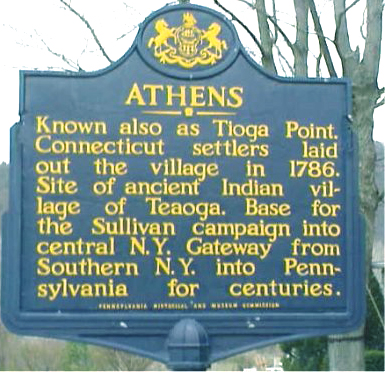 ATHENS
Known also as Tioga Point.
Connecticut settlers laid
out the village in 1786.
Site of ancient Indian vil-
lage of Teaoga. Base for
the Sullivan campaign into
central N.Y. Gateway from
Southern N.Y. into Penn-
sylvania for centuries.
PENNSYLVANIA HISTORICAL AND MUSEUM COMMISSION